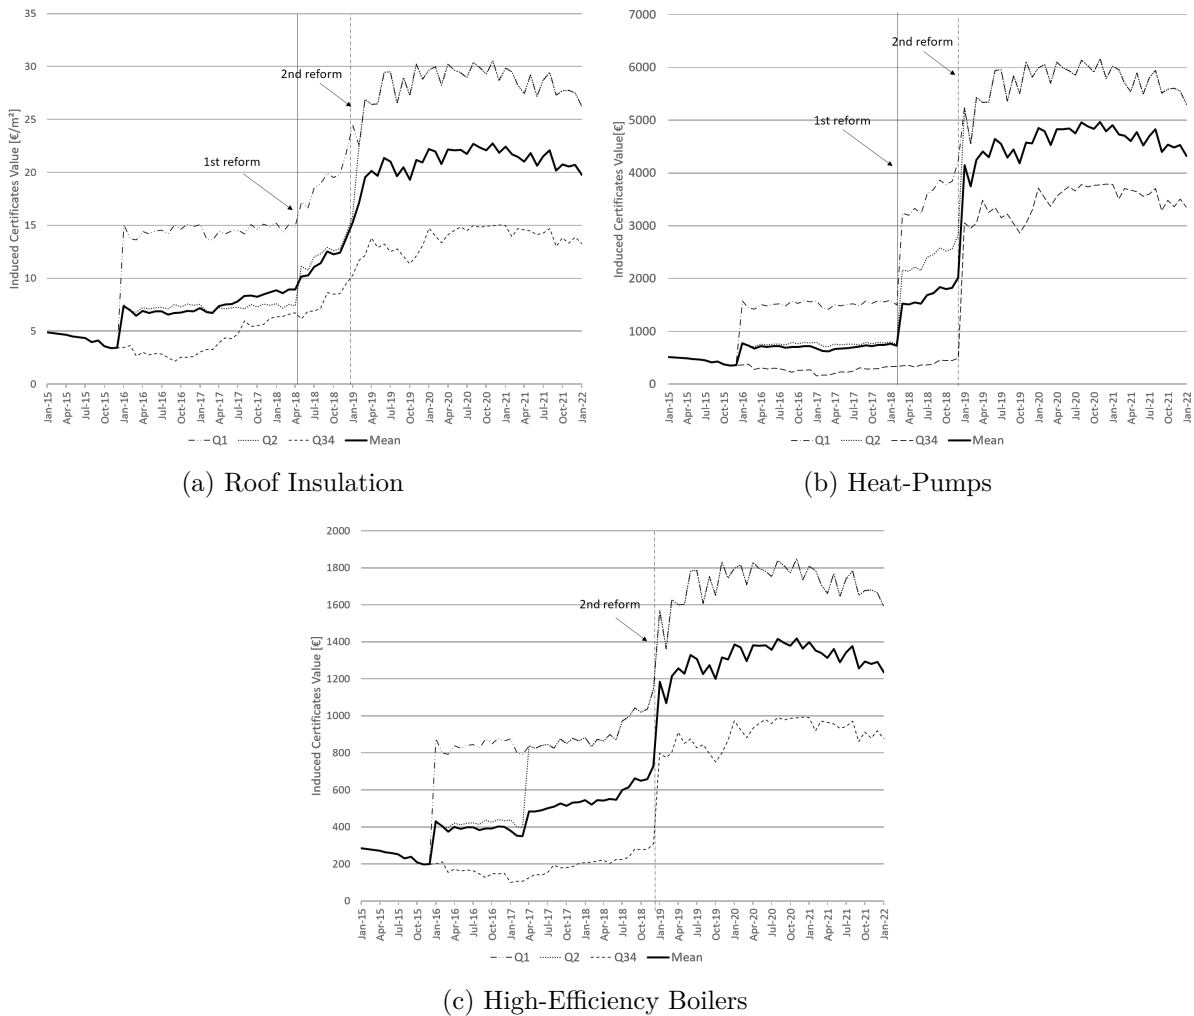 35
30
25
20
15
10
5
0
Induced Certificates Value [€/m²]
1st reform
2nd reform
Jan-15
Apr-15
Jul-15
Oct-15
Jan-16
Apr-16
Jul-16
Oct-16
Jan-17
Apr-17
Jul-17
Oct-17
Jan-18
Apr-18
Jul-18
Oct-18
Jan-19
Apr-19
Jul-19
Oct-19
Jan-20
Apr-20
Jul-20
Oct-20
Jan-21
Apr-21
Jul-21
Oct-21
Jan-22
Q1 Q2 Q34 Mean
(a) Roof Insulation
7000
6000
5000
4000
3000
2000
1000
0
Induced Certificates Value[€]
2nd reform
1st reform
Jan-15
Apr-15
Jul-15
Oct-15
Jan-16
Apr-16
Jul-16
Oct-16
Jan-17
Apr-17
Jul-17
Oct-17
Jan-18
Apr-18
Jul-18
Oct-18
Jan-19
Apr-19
Jul-19
Oct-19
Jan-20
Apr-20
Jul-20
Oct-20
Jan-21
Apr-21
Jul-21
Oct-21
Jan-22
Q1 Q2 Q34 Mean
(b) Heat-Pumps
2000
1800
1600
1400
1200
1000
800
600
400
200
0
Induced Certificates Value [€]
2nd reform
Jan-15
Apr-15
Jul-15
Oct-15
Jan-16
Apr-16
Jul-16
Oct-16
Jan-17
Apr-17
Jul-17
Oct-17
Jan-18
Apr-18
Jul-18
Oct-18
Jan-19
Apr-19
Jul-19
Oct-19
Jan-20
Apr-20
Jul-20
Oct-20
Jan-21
Apr-21
Jul-21
Oct-21
Jan-22
Q1 Q2 Q34 Mean
(c) High-Efficiency Boilers